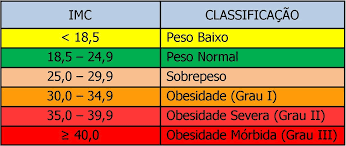 IMC CLASSIFICAÇÃO
< 18,5 Peso Baixo
18,5 – 24,9 Peso Normal
25,0 – 29,9 Sobrepeso
30,0 – 34,9 Obesidade (Grau I)
35,0 – 39,9 Obesidade Severa (Grau II)
≥ 40,0 Obesidade Mórbida (Grau III)